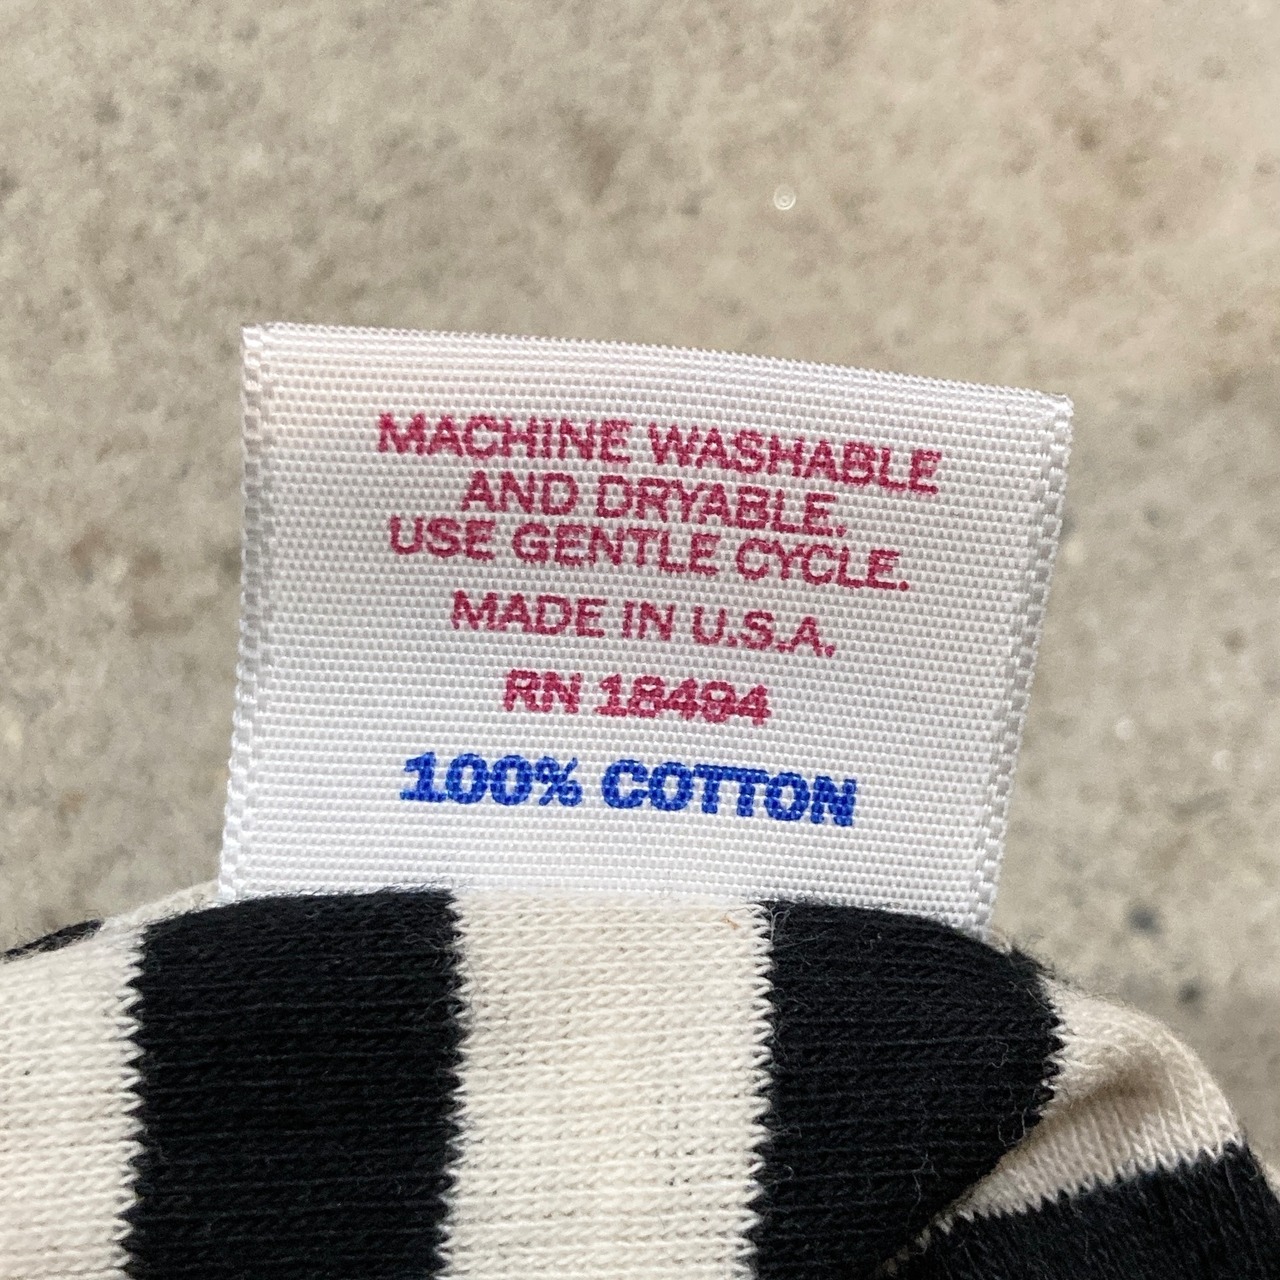 MACHINE WASHABLE
AND DRYABLE.
USE GENTLE CYCLE.
MADE IN U.S.A.
RN 18494
100% COTTON